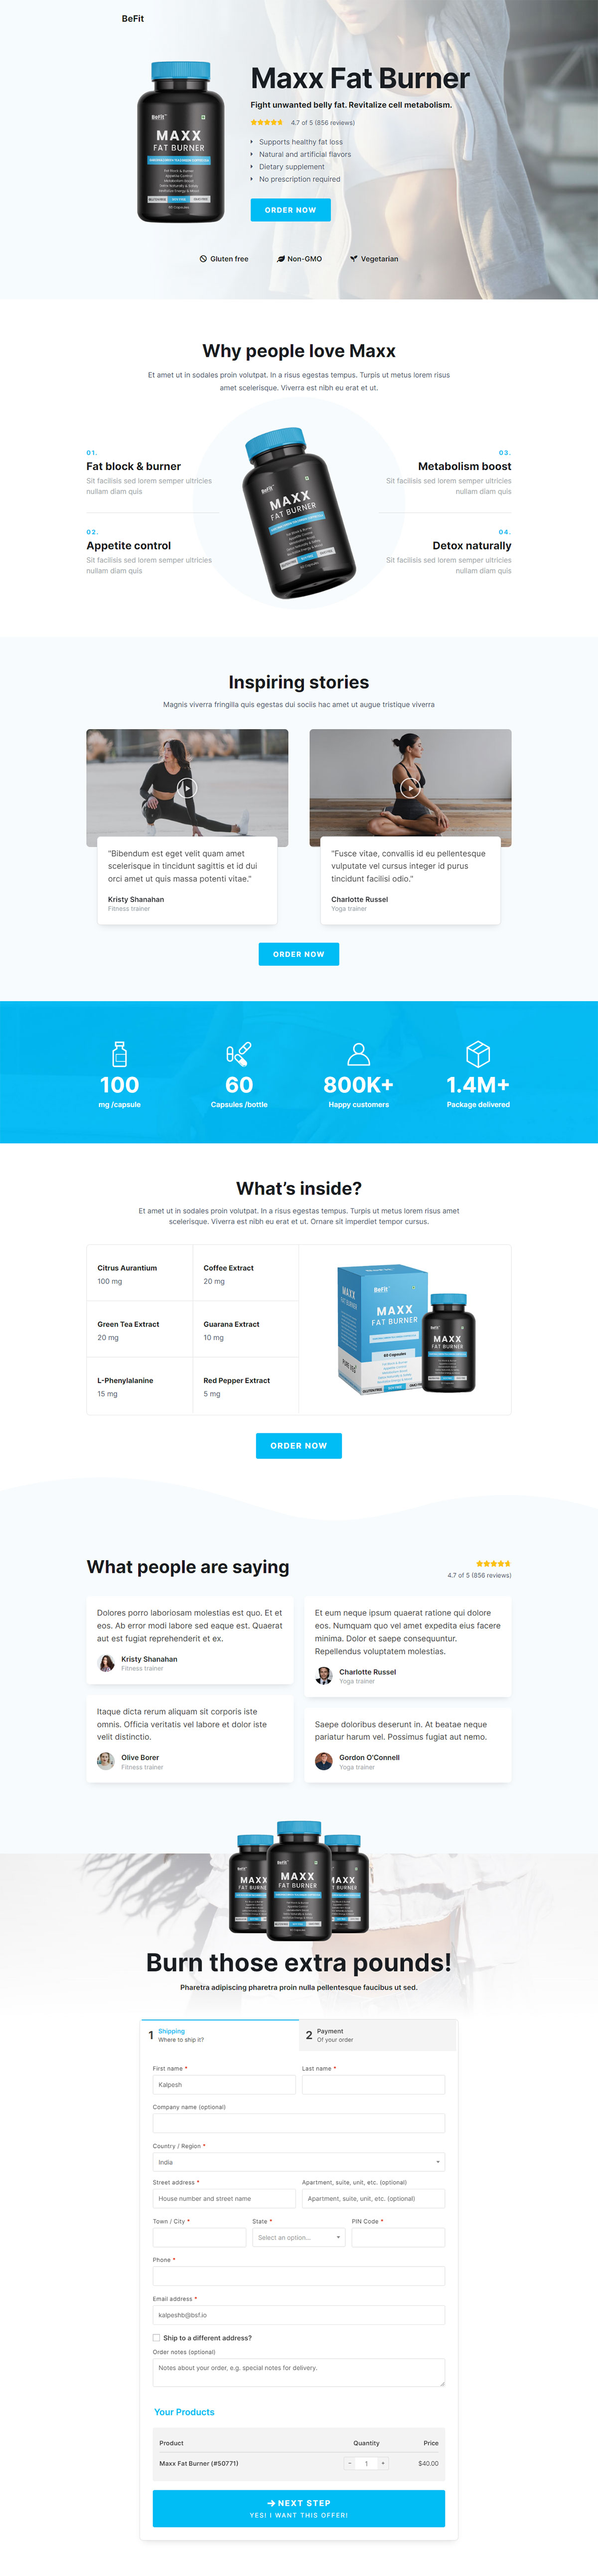 BeFit
Maxx Fat Burner
Fight unwanted belly fat. Revitalize cell metabolism.
4.7 of 5 (856 reviews)
Supports healthy fat loss
Natural and artificial flavors
Dietary supplement
No prescription required
ORDER NOW
BeFit
MAXX
FAT BURNER
Gluten free
Non-GMO
Vegetarian
Why people love Maxx
Et amet ut in sodales proin volutpat. In a risus egestas tempus. Turpis ut metus lorem risus
amet scelerisque. Viverra est nibh eu erat et ut.
01.
Fat block & burner
Sit facilisis sed lorem semper ultricies
nullam diam quis
02.
Appetite control
Sit facilisis sed lorem semper ultricies
nullam diam quis
BeFit
MAXX
FAT BURNER
03.
Metabolism boost
Sit facilisis sed lorem semper ultricies
nullam diam quis
04.
Detox naturally
Sit facilisis sed lorem semper ultricies
nullam diam quis
Inspiring stories
Magnis viverra fringilla quis egestas dui sociis hac amet ut augue tristique viverra
"Bibendum est eget velit quam amet
scelerisque in tincidunt sagittis et id dui
orci amet ut quis massa potenti vitae."
Kristy Shanahan
Fitness trainer
"Fusce vitae, convallis id eu pellentesque
vulputate vel cursus integer id purus
tincidunt facilisi odio."
Charlotte Russel
Yoga trainer
ORDER NOW
100
mg /capsule
60
Capsules /bottle
800K+
Happy customers
1.4M+
Package delivered
What's inside?
Et amet ut in sodales proin volutpat. In a risus egestas tempus. Turpis ut metus lorem risus amet
scelerisque. Viverra est nibh eu erat et ut. Ornare sit imperdiet tempor cursus.
Citrus Aurantium
100 mg
Coffee Extract
20 mg
Green Tea Extract
20 mg
Guarana Extract
10 mg
L-Phenylalanine
15 mg
Red Pepper Extract
5 mg
BeFit
MAXX
FAT BURNER
60 Capsules
MAXX
FAT BURNER
ORDER NOW
What people are saying
4.7 of 5 (856 reviews)
Dolores porro laboriosam molestias est quo. Et et
eos. Ab error modi labore sed eaque est. Quaerat
aut est fugiat reprehenderit et ex.
Kristy Shanahan
Fitness trainer
Et eum neque ipsum quaerat ratione qui dolore
eos. Numquam quo vel amet expedita eius facere
minima. Dolor et saepe consequuntur.
Repellendus voluptatem molestias.
Charlotte Russel
Yoga trainer
Itaque dicta rerum aliquam sit corporis iste
omnis. Officia veritatis vel labore et dolor iste
velit distinctio.
Olive Borer
Fitness trainer
Saepe doloribus deserunt in. At beatae neque
pariatur harum vel. Possimus fugiat aut nemo.
Gordon O'Connell
Yoga trainer
MAXX
FAT BURNER
Burn those extra pounds!
Pharetra adipiscing pharetra proin nulla pellentesque faucibus ut sed.
1 Shipping
Where to ship it?
2 Payment
Of your order
First name *
Last name *
Kalpesh
Company name (optional)
Country / Region *
India
Street address *
Apartment, suite, unit, etc. (optional)
House number and street name
Apartment, suite, unit, etc. (optional)
Town / City *
State *
PIN Code *
Select an option...
Phone *
Email address *
kalpeshb@bsf.io
Ship to a different address?
Order notes (optional)
Notes about your order, e.g. special notes for delivery.
Your Products
Product Quantity Price
Maxx Fat Burner (#50771) - 1 + $40.00
NEXT STEP
YES! I WANT THIS OFFER!